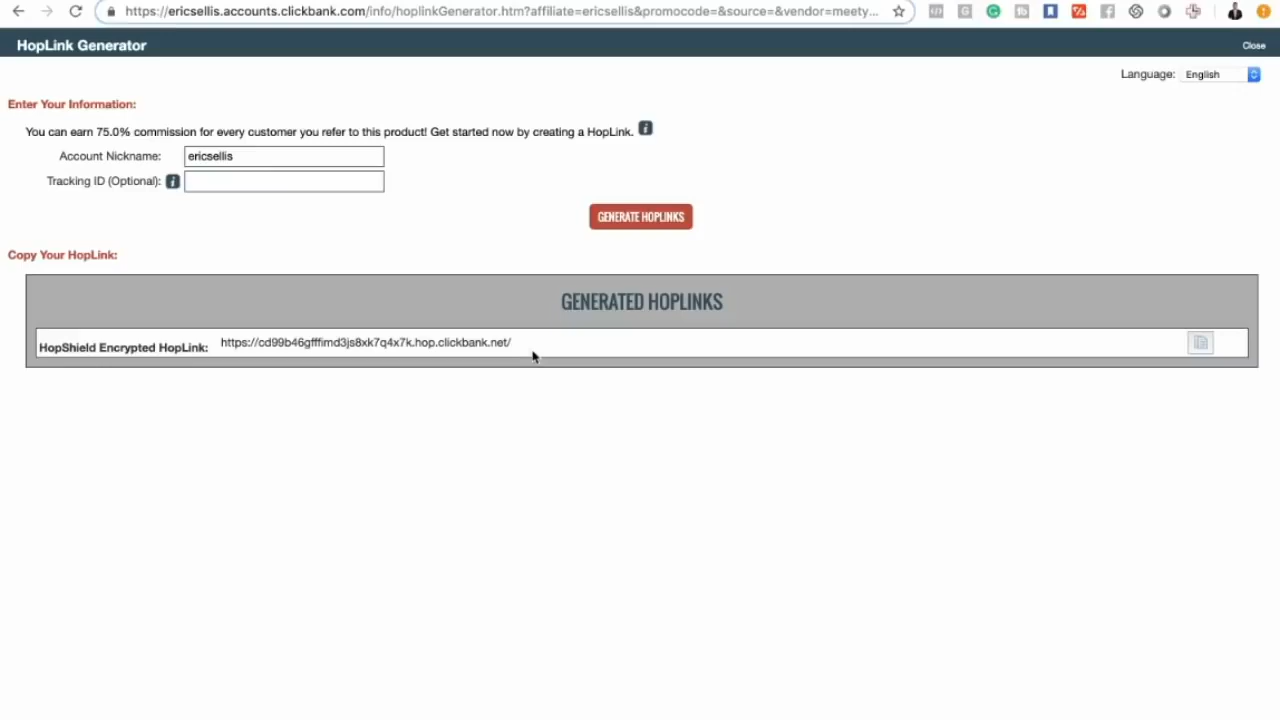 https://ericsellis.accounts.clickbank.com/info/hoplinkGenerator.htm?affiliate=ericsellis&promocode=&source=&vendor=meety...
HopLink Generator
Close
Language: English
Enter Your Information:
You can earn 75.0% commission for every customer you refer to this product! Get started now by creating a HopLink.
Account Nickname: ericsellis
Tracking ID (Optional):
GENERATE HOPLINKS
Copy Your HopLink:
GENERATED HOPLINKS
HopShield Encrypted HopLink: https://cd99b46gfffimd3js8xk7q4x7k.hop.clickbank.net/